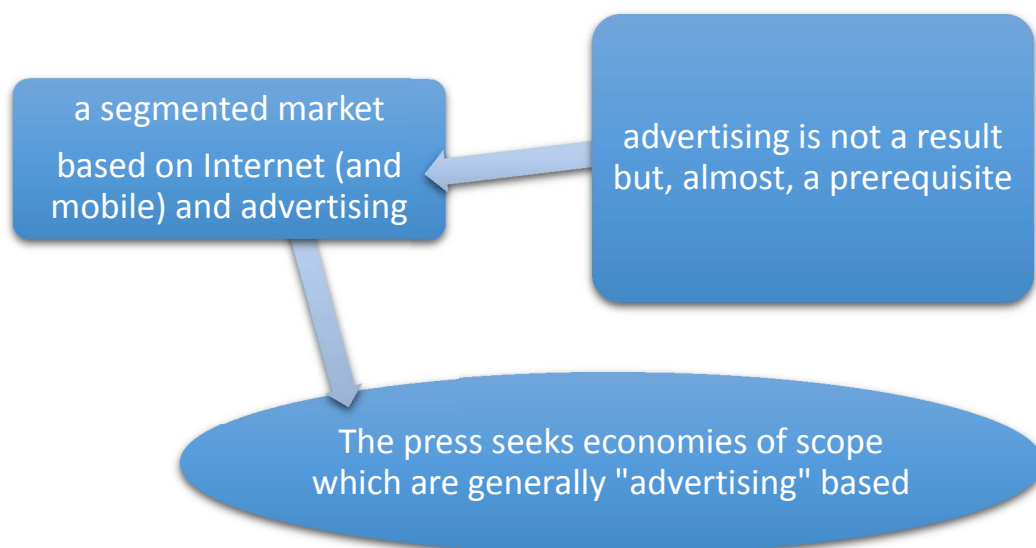 a segmented market
based on Internet (and
mobile) and advertising
advertising is not a result
but, almost, a prerequisite
The press seeks economies of scope
which are generally "advertising" based